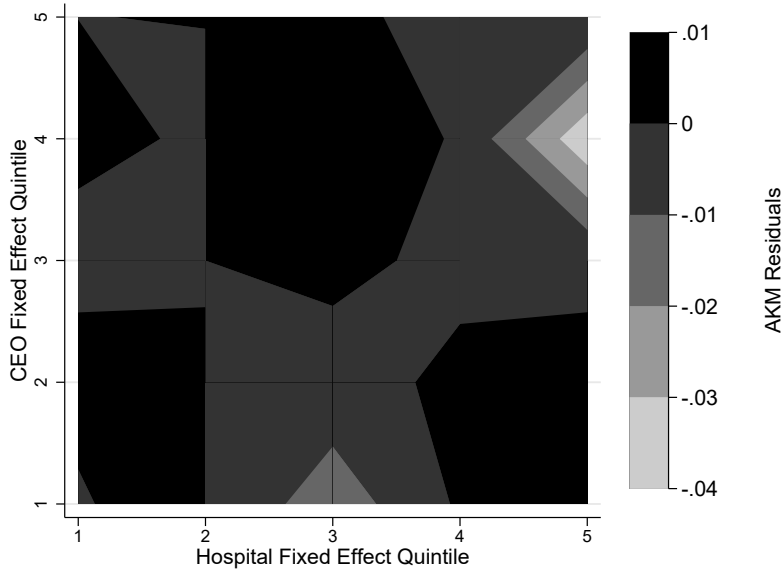 5
4
3
2
1
CEO Fixed Effect Quintile
1 2 3 4 5
Hospital Fixed Effect Quintile
.01
0
-.01
-.02
-.03
-.04
AKM Residuals